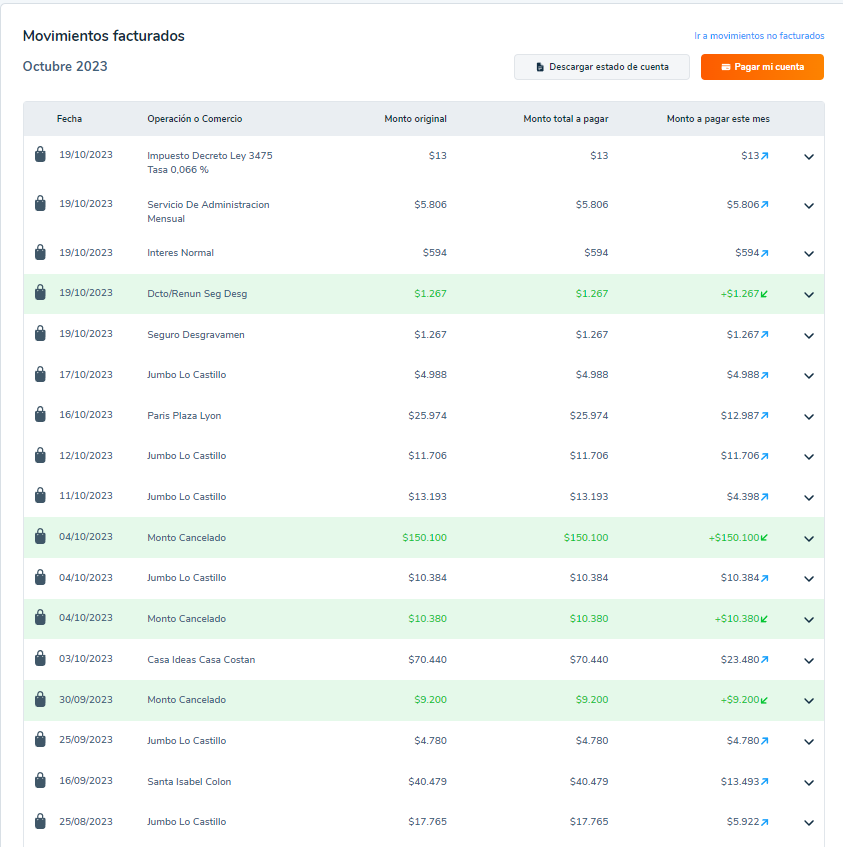 Movimientos facturados
Ir a movimientos no facturados
Octubre 2023
Descargar estado de cuenta
Pagar mi cuenta
Fecha Operación o Comercio Monto original Monto total a pagar Monto a pagar este mes
19/10/2023 Impuesto Decreto Ley 3475 $13 $13 $13
Tasa 0,066 %
19/10/2023 Servicio De Administracion $5.806 $5.806 $5.806
Mensual
19/10/2023 Interes Normal $594 $594 $594
19/10/2023 Dcto/Renun Seg Desg $1.267 $1.267 +$1.267
19/10/2023 Seguro Desgravamen $1.267 $1.267 $1.267
17/10/2023 Jumbo Lo Castillo $4.988 $4.988 $4.988
16/10/2023 Paris Plaza Lyon $25.974 $25.974 $12.987
12/10/2023 Jumbo Lo Castillo $11.706 $11.706 $11.706
11/10/2023 Jumbo Lo Castillo $13.193 $13.193 $4.398
04/10/2023 Monto Cancelado $150.100 $150.100 +$150.100
04/10/2023 Jumbo Lo Castillo $10.384 $10.384 $10.384
04/10/2023 Monto Cancelado $10.380 $10.380 +$10.380
03/10/2023 Casa Ideas Casa Costan $70.440 $70.440 $23.480
30/09/2023 Monto Cancelado $9.200 $9.200 +$9.200
25/09/2023 Jumbo Lo Castillo $4.780 $4.780 $4.780
16/09/2023 Santa Isabel Colon $40.479 $40.479 $13.493
25/08/2023 Jumbo Lo Castillo $17.765 $17.765 $5.922